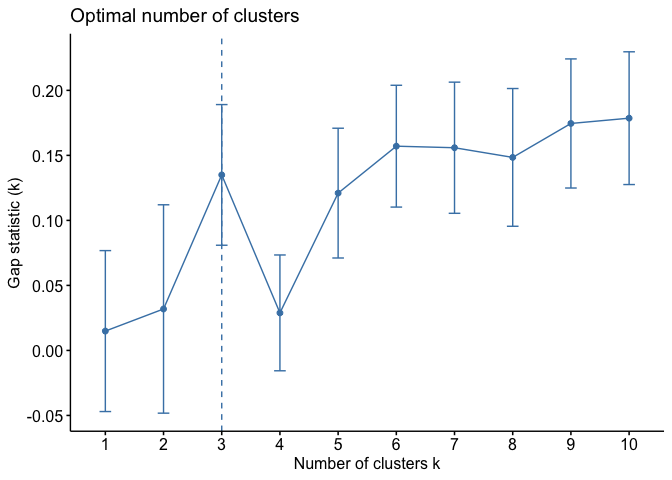 Optimal number of clusters
Gap statistic (k)
0.20
0.15
0.10
0.05
0.00
-0.05
1 2 3 4 5 6 7 8 9 10
Number of clusters k